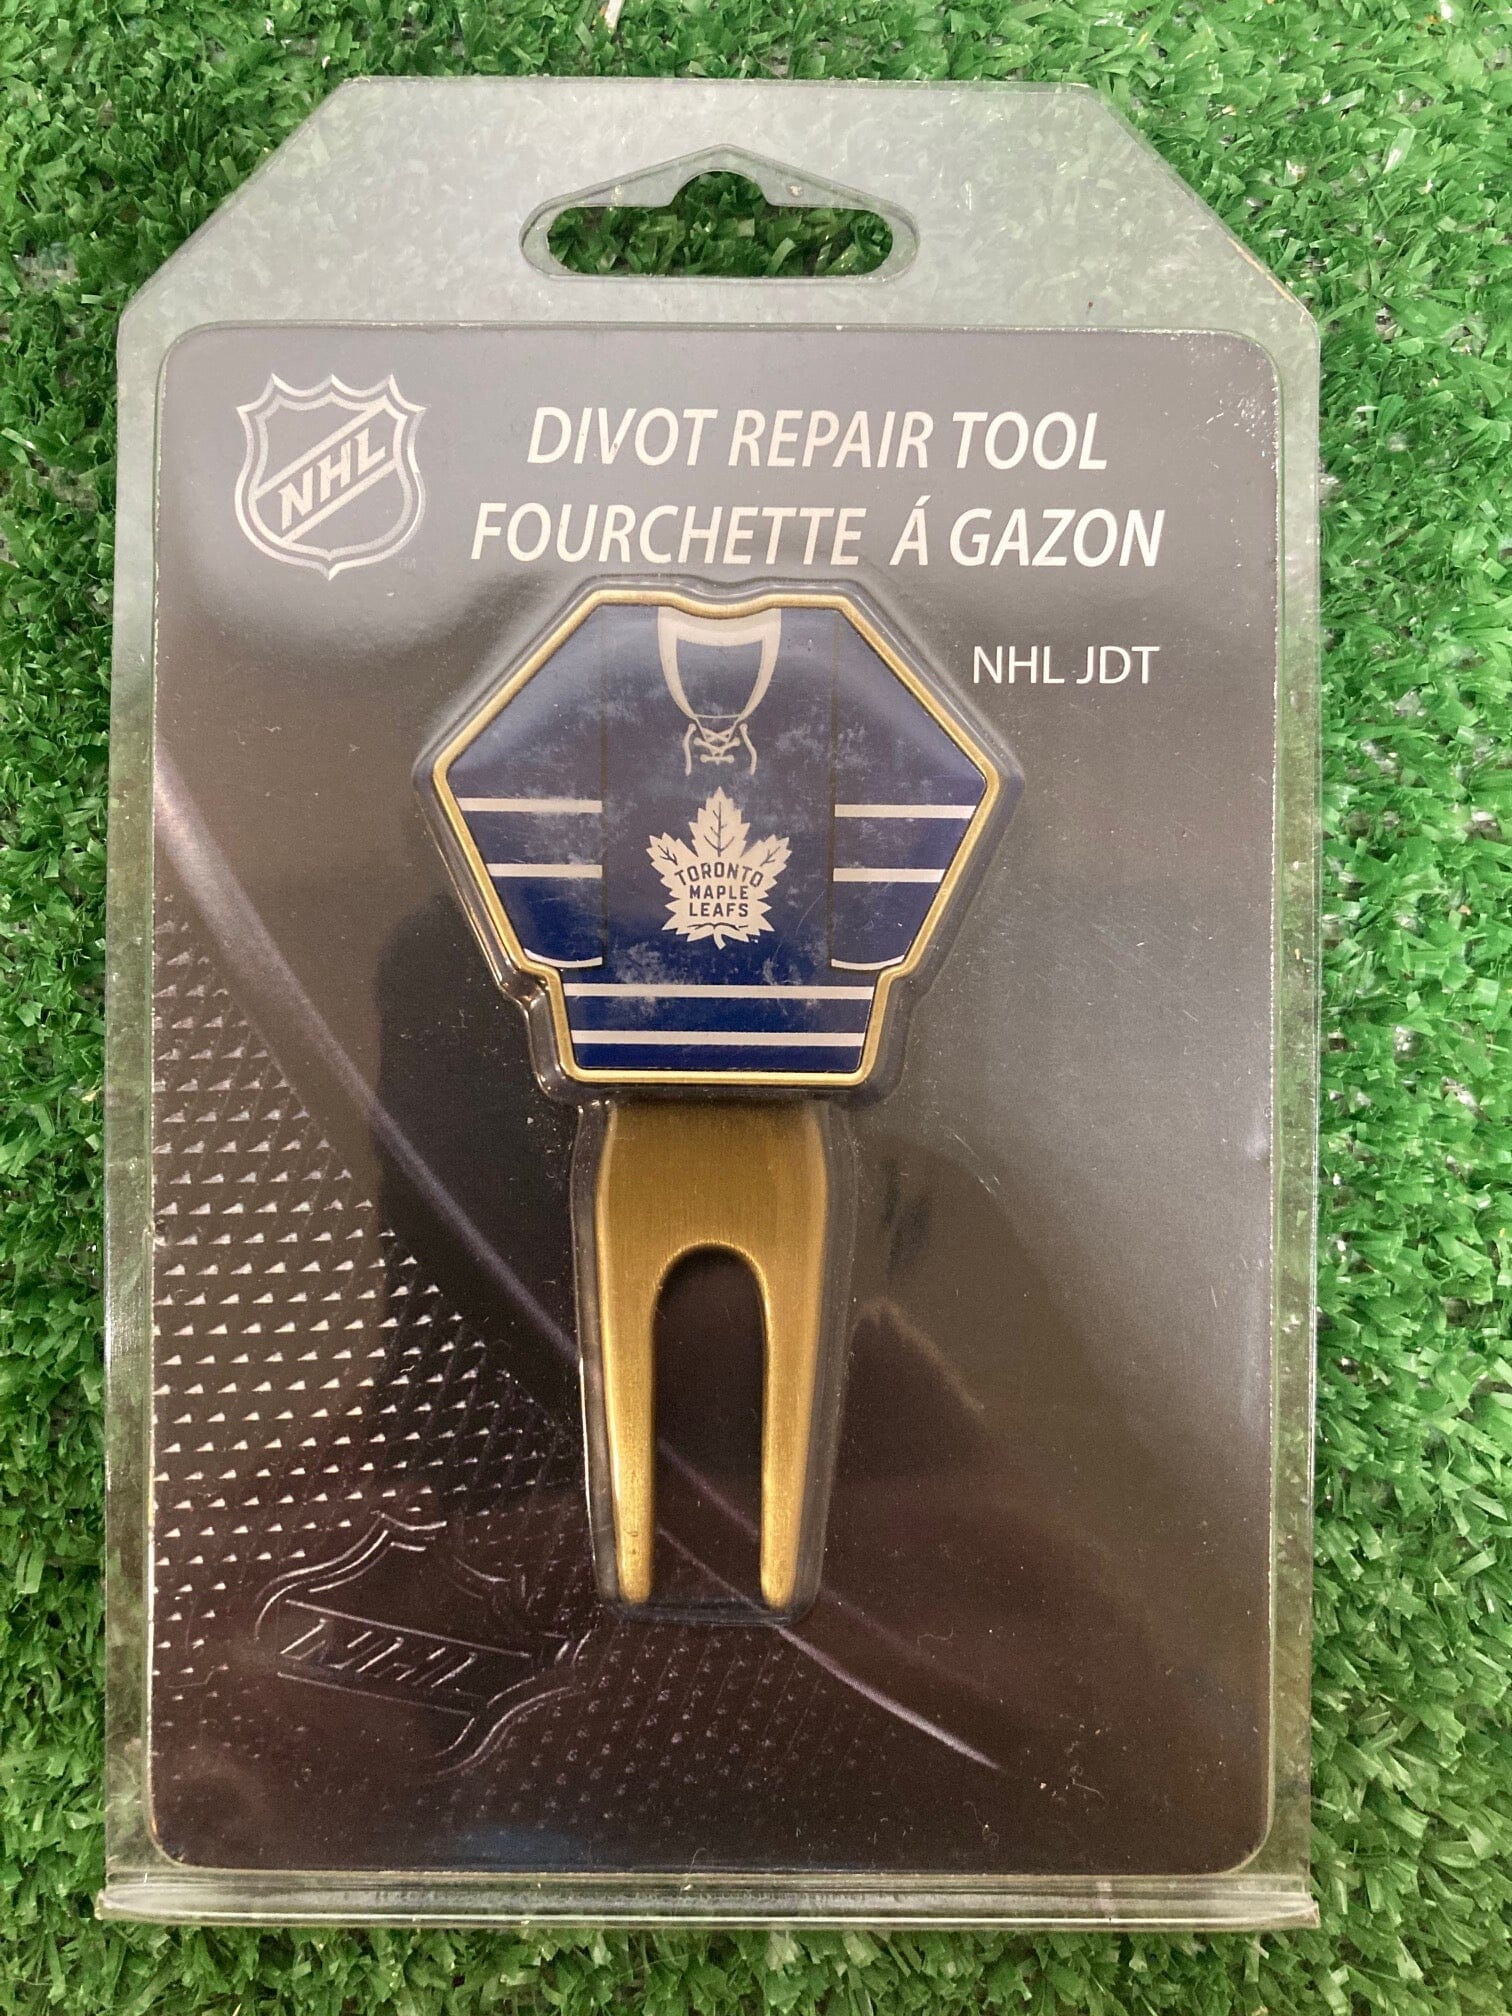 NHL
DIVOT REPAIR TOOL
FOURCHETTE Á GAZON
NHL JDT
TORONTO
MAPLE
LEAFS
NHL